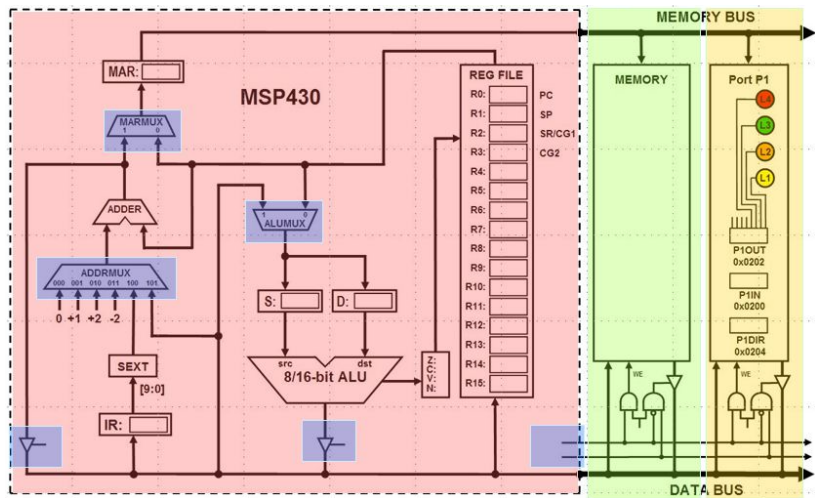 MEMORY BUS
MAR:
MSP430
MARMUX
1 0
ADDER
ADDRMUX
000 001 010 011 100 101
0 +1 +2 -2
SEXT
[9:0]
IR:
1 0
ALUMUX
S:
D:
src dst
8/16-bit ALU
Z:
C:
V:
N:
REG FILE
R0: PC
R1: SP
R2: SR/CG1
R3: CG2
R4:
R5:
R6:
R7:
R8:
R9:
R10:
R11:
R12:
R13:
R14:
R15:
MEMORY
WE
Port P1
L4
L3
L2
L1
P1OUT
0x0202
P1IN
0x0200
P1DIR
0x0204
WE
DATA BUS